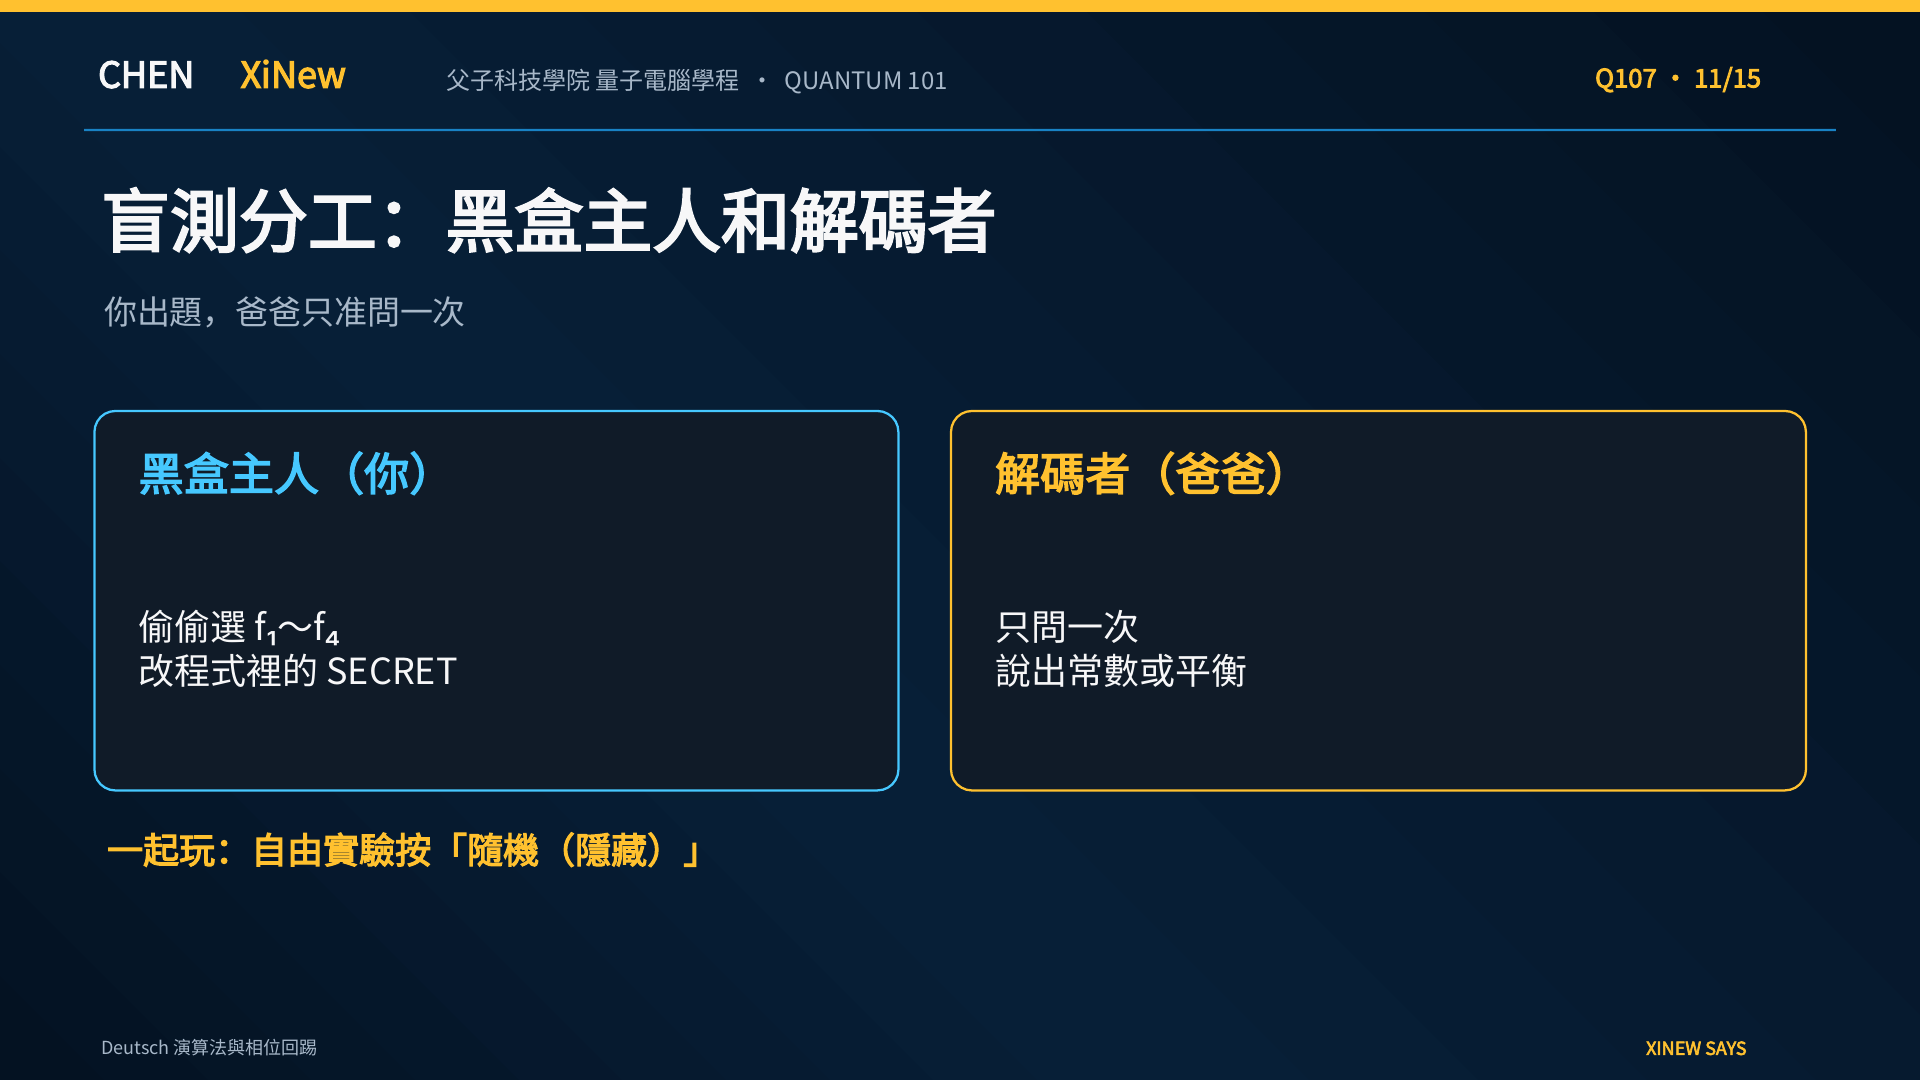 CHEN XiNew 父子科技學院 量子電腦學程 · QUANTUM 101 Q107 · 11/15
盲測分工：黑盒主人和解碼者
你出題，爸爸只准問一次
黑盒主人（你）
偷偷選 f₁～f₄
改程式裡的 SECRET
解碼者（爸爸）
只問一次
說出常數或平衡
一起玩：自由實驗按「隨機（隱藏）」
Deutsch 演算法與相位回踢 XINEW SAYS